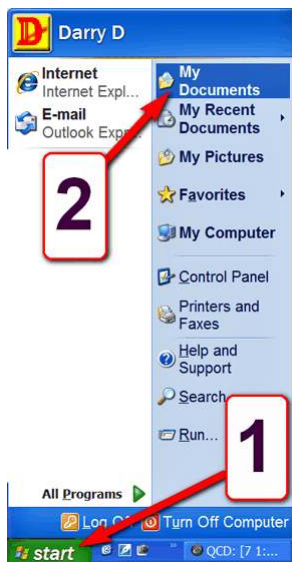 D Darry D
Internet
Internet Expl...
E-mail
Outlook Exp
2
My
Documents
My Recent
Documents
My Pictures
Favorites
My Computer
Control Panel
Printers and
Faxes
Help and
Support
Search
Run...
1
All Programs
Log Off
Turn Off Computer
start
QCD: [7 1:...